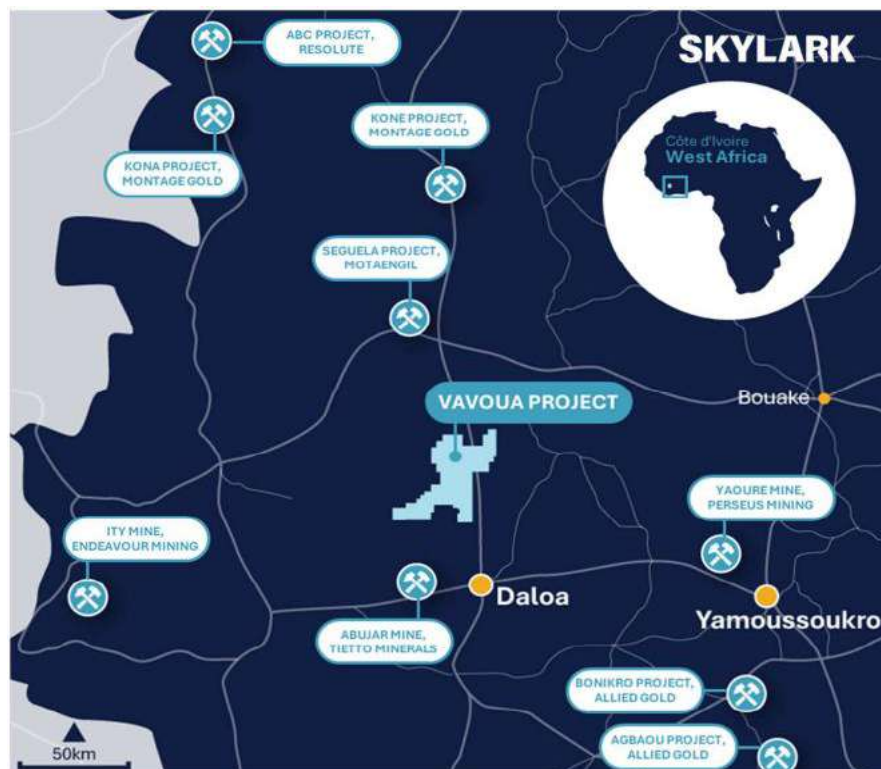 ABC PROJECT,
RESOLUTE
SKYLARK
KONE PROJECT,
MONTAGE GOLD
Côte d'Ivoire
West Africa
KONA PROJECT,
MONTAGE GOLD
SEGUELA PROJECT,
MOTAENGIL
VAVOUA PROJECT
Bouake
YAOURE MINE,
PERSEUS MINING
ITY MINE,
ENDEAVOUR MINING
Daloa
Yamoussoukro
ABUJAR MINE,
TIETTO MINERALS
BONIKRO PROJECT,
ALLIED GOLD
AGBAOU PROJECT,
ALLIED GOLD
50km